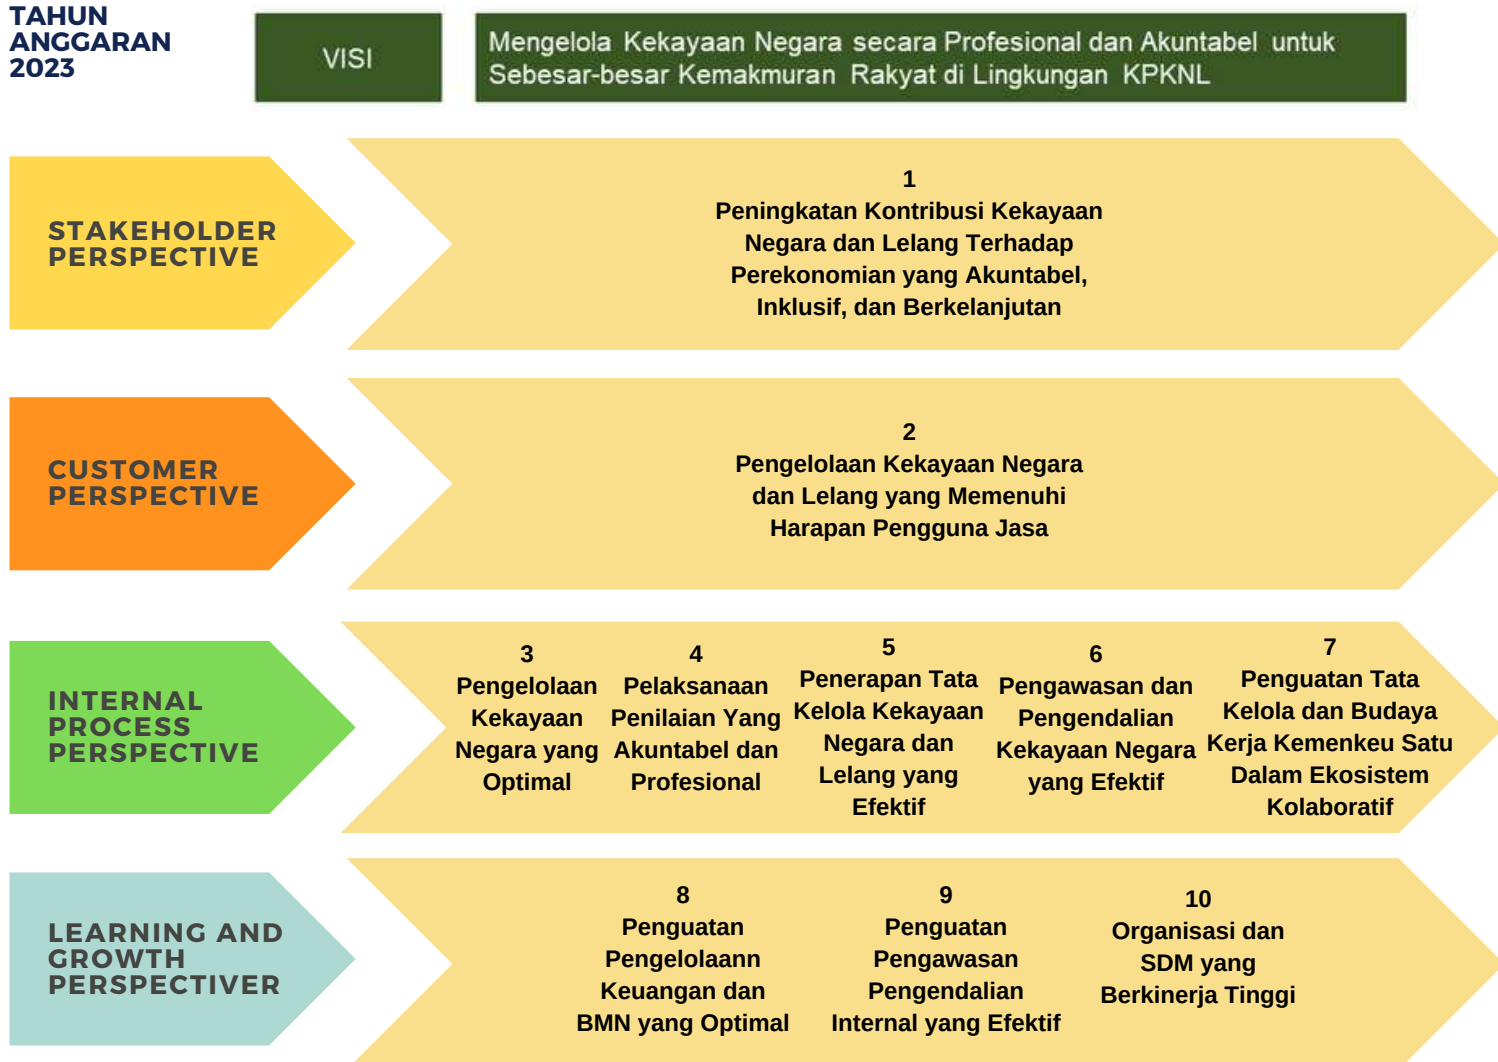 TAHUN
ANGGARAN
2023
VISI
Mengelola Kekayaan Negara secara Profesional dan Akuntabel untuk
Sebesar-besar Kemakmuran Rakyat di Lingkungan KPKNL
STAKEHOLDER
PERSPECTIVE
1
Peningkatan Kontribusi Kekayaan
Negara dan Lelang Terhadap
Perekonomian yang Akuntabel,
Inklusif, dan Berkelanjutan
CUSTOMER
PERSPECTIVE
2
Pengelolaan Kekayaan Negara
dan Lelang yang Memenuhi
Harapan Pengguna Jasa
INTERNAL
PROCESS
PERSPECTIVE
3
Pengelolaan
Kekayaan
Negara yang
Optimal
4
Pelaksanaan
Penilaian Yang
Akuntabel dan
Profesional
5
Penerapan Tata
Kelola Kekayaan
Negara dan
Lelang yang
Efektif
6
Pengawasan dan
Pengendalian
Kekayaan Negara
yang Efektif
7
Penguatan Tata
Kelola dan Budaya
Kerja Kemenkeu Satu
Dalam Ekosistem
Kolaboratif
LEARNING AND
GROWTH
PERSPECTIVER
8
Penguatan
Pengelolaann
Keuangan dan
BMN yang Optimal
9
Penguatan
Pengawasan
Pengendalian
Internal yang Efektif
10
Organisasi dan
SDM yang
Berkinerja Tinggi